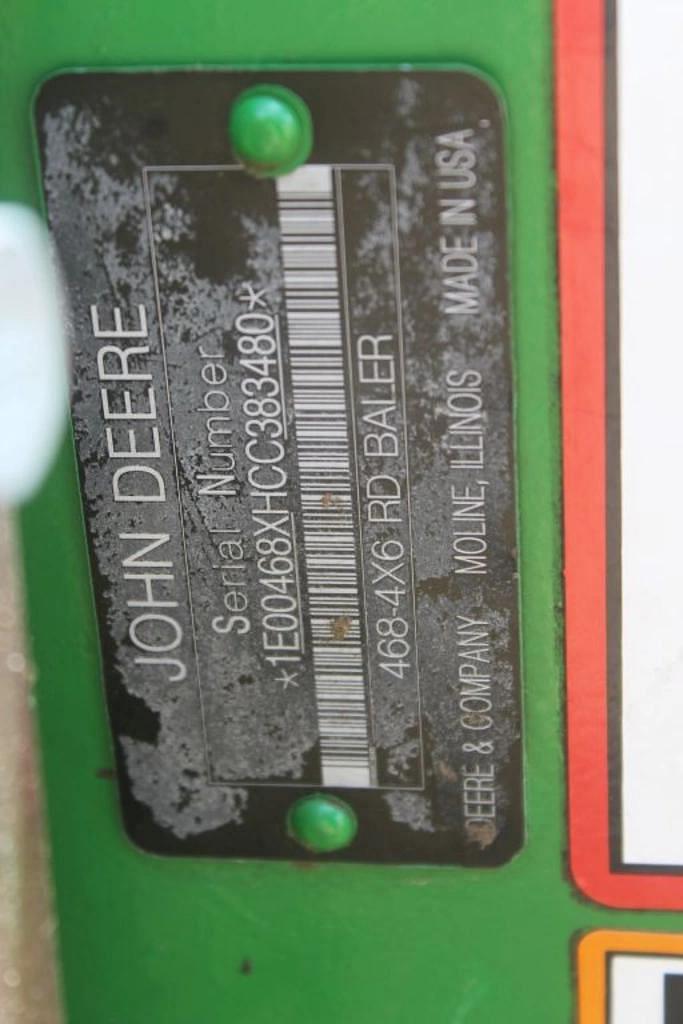 JOHN DEERE
Serial Number
*1E00468XHCC383480*
468-4X6 RD BALER
DEERE & COMPANY MOLINE, ILLINOIS MADE IN USA